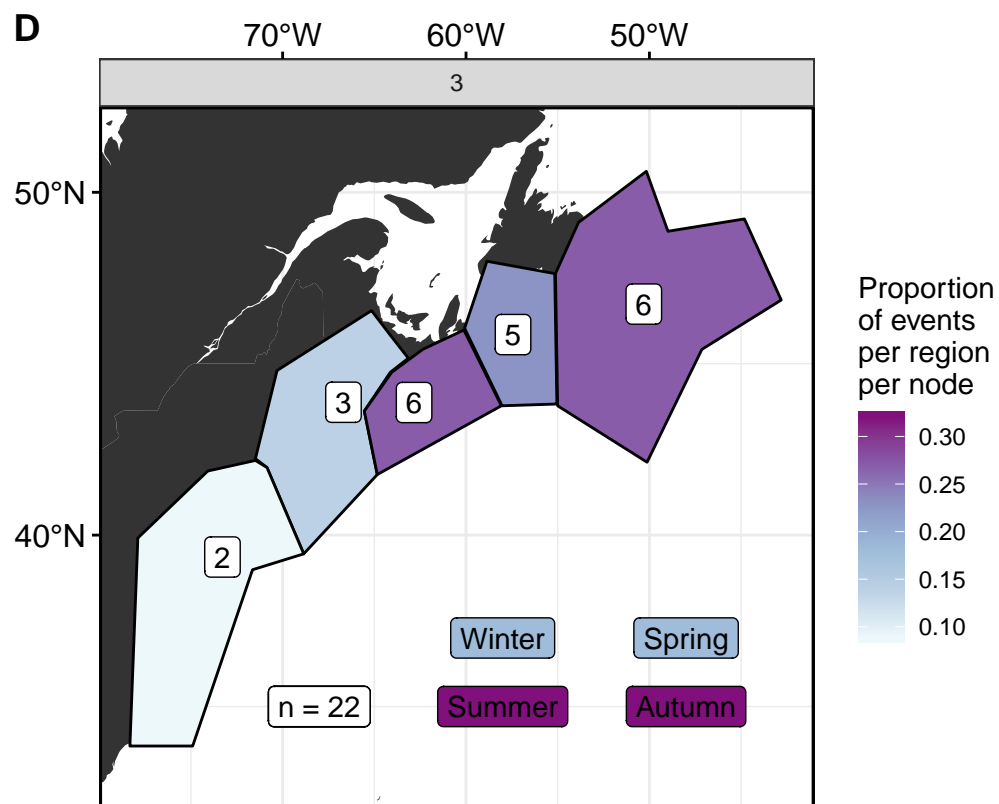 D
70°W 60°W 50°W
3
50°N
40°N
6
5
3
6
2
Winter Spring
n = 22 Summer Autumn
Proportion
of events
per region
per node
0.30
0.25
0.20
0.15
0.10